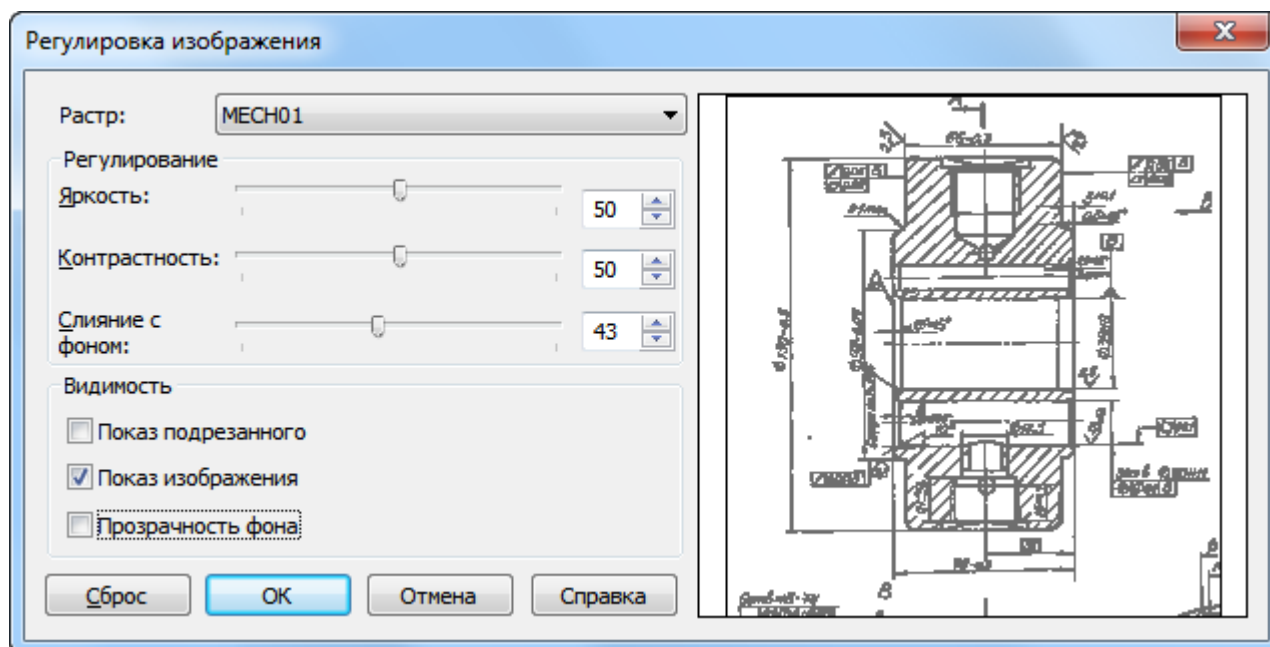 Регулировка изображения
x
Растр:
MECH01
Регулирование
Яркость:
50
Контрастность:
50
Слияние с
фоном:
43
Видимость
Показ подрезанного
Показ изображения
Прозрачность фона
Сброс
OK
Отмена
Справка